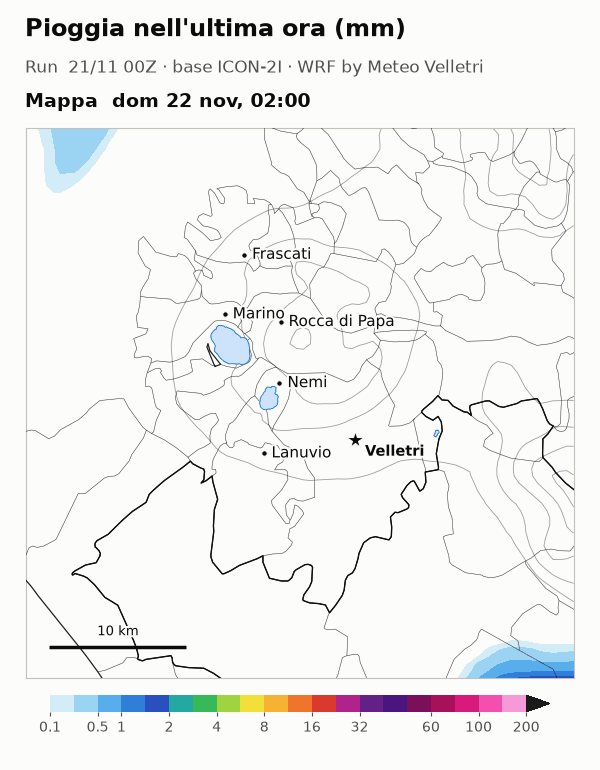 Pioggia nell'ultima ora (mm)
Run  21/11 00Z · base ICON-2I · WRF by Meteo Velletri
Mappa  dom 22 nov, 02:00
Frascati
Marino
Rocca di Papa
Nemi
Velletri
Lanuvio
10 km
0.1 0.5 1 2 4 8 16 32 60 100 200